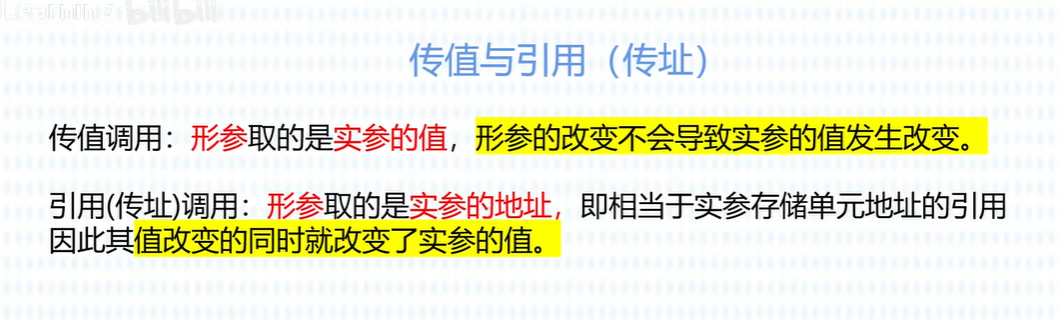 Learning bilibili
传值与引用（传址）
传值调用：形参取的是实参的值，形参的改变不会导致实参的值发生改变。
引用(传址)调用：形参取的是实参的地址，即相当于实参存储单元地址的引用
因此其值改变的同时就改变了实参的值。